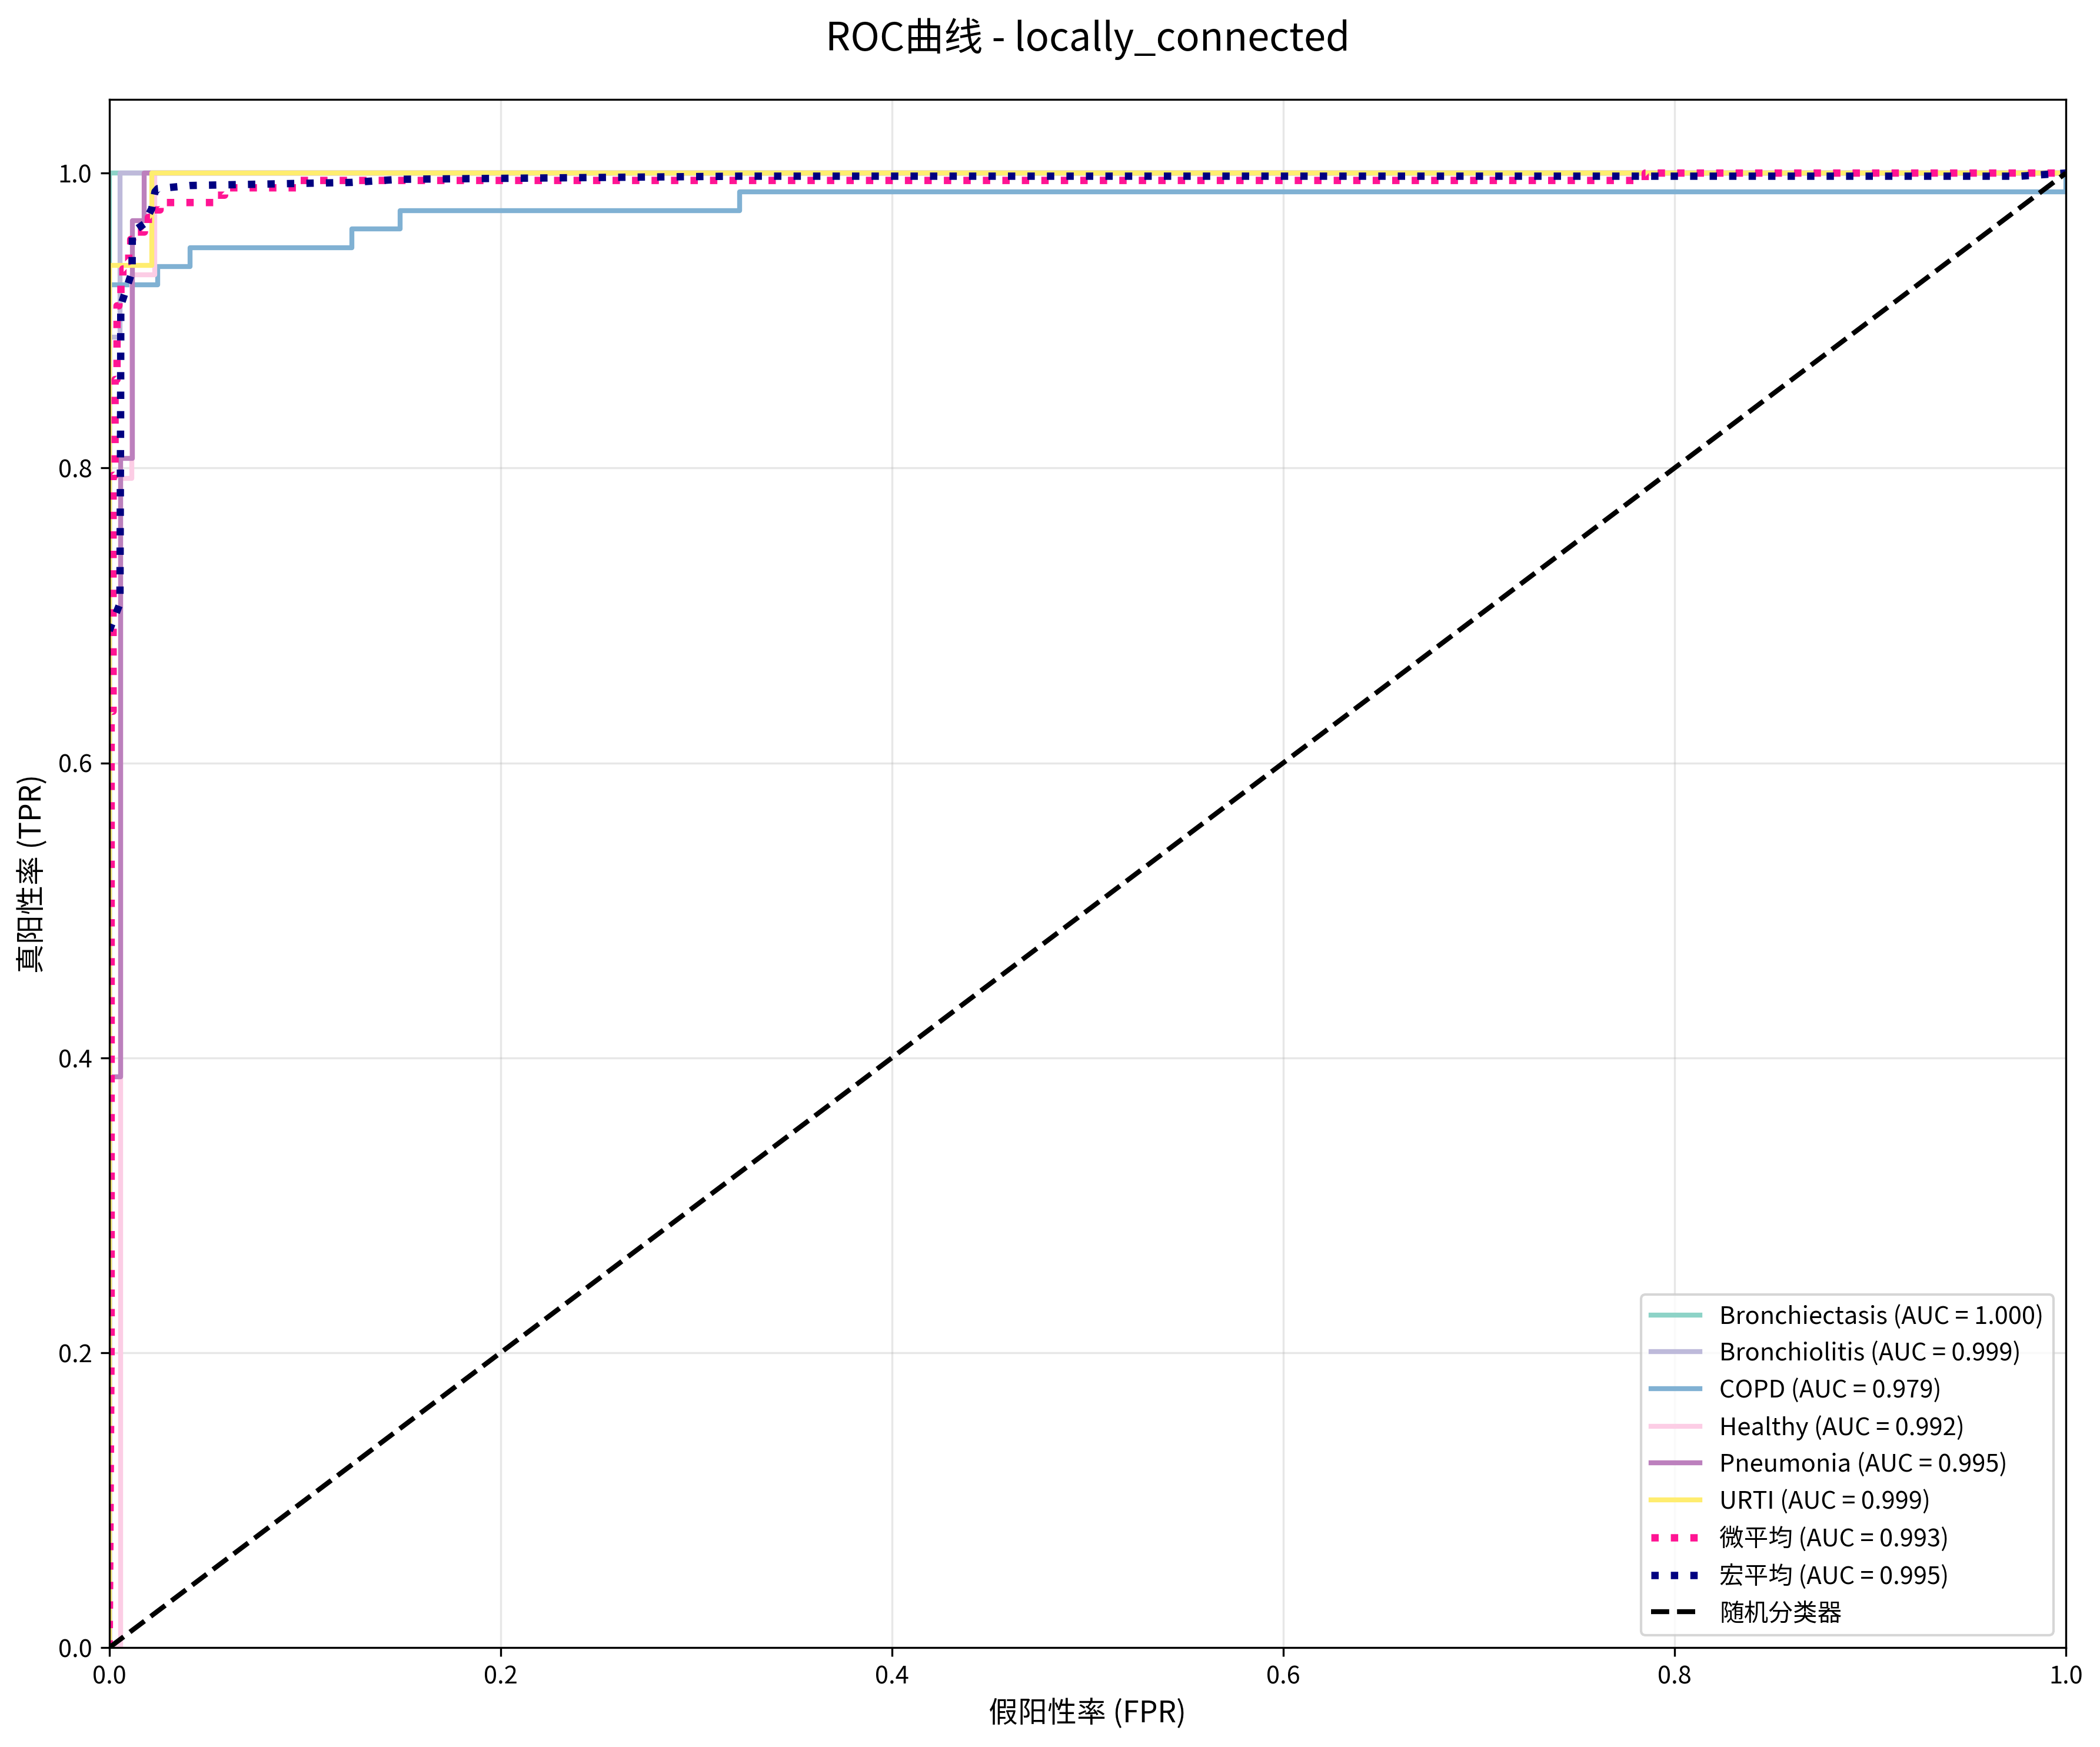 ROC曲线 - locally_connected
真阳性率 (TPR)
1.0
0.8
0.6
0.4
0.2
0.0
0.0 0.2 0.4 0.6 0.8 1.0
假阳性率 (FPR)
Bronchiectasis (AUC = 1.000)
Bronchiolitis (AUC = 0.999)
COPD (AUC = 0.979)
Healthy (AUC = 0.992)
Pneumonia (AUC = 0.995)
URTI (AUC = 0.999)
微平均 (AUC = 0.993)
宏平均 (AUC = 0.995)
随机分类器